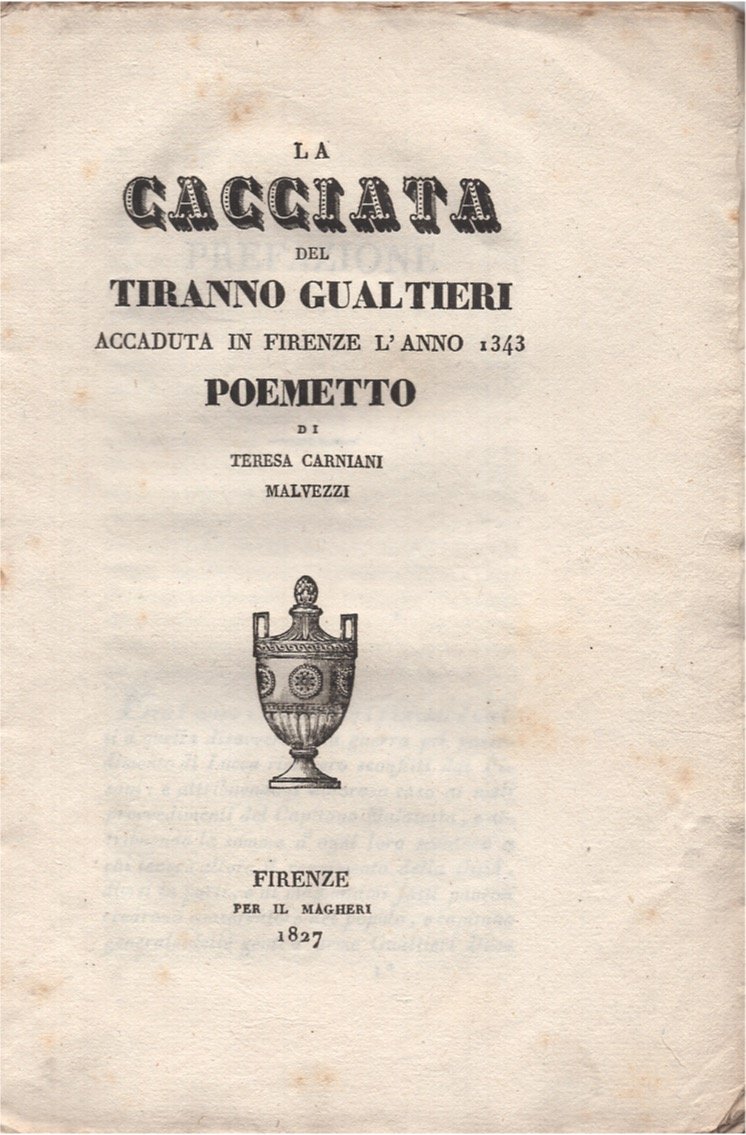 LA
CACCIATA
DEL
TIRANNO GUALTIERI
ACCADUTA IN FIRENZE L'ANNO 1343
POEMETTO
DI
TERESA CARNIANI
MALVEZZI
FIRENZE
PER IL MAGHERI
1827